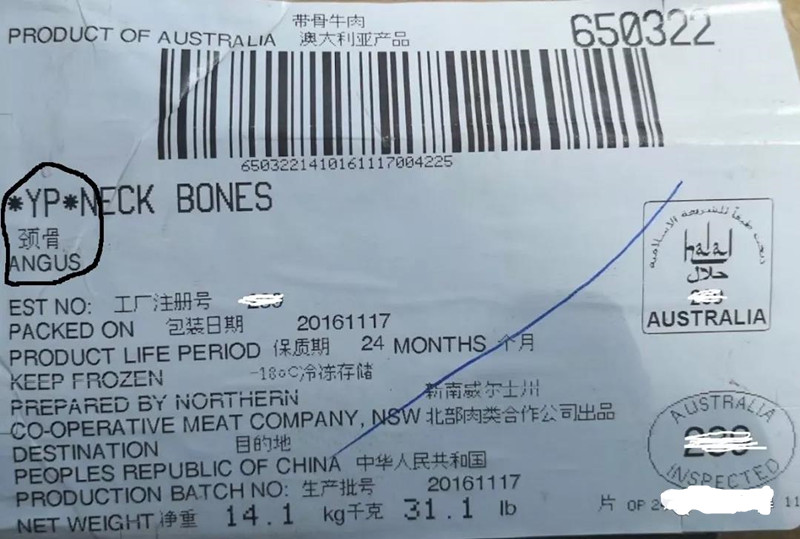 带骨牛肉
PRODUCT OF AUSTRALIA 澳大利亚产品
650322
6503221410161117004225
*YP*NECK BONES
颈骨
ANGUS
EST NO: 工厂注册号
PACKED ON 包装日期 20161117
PRODUCT LIFE PERIOD 保质期 24 MONTHS 个月
KEEP FROZEN -18oC冷冻存储
PREPARED BY NORTHERN 新南威尔士州
CO-OPERATIVE MEAT COMPANY, NSW 北部肉类合作公司出品
DESTINATION 目的地
PEOPLES REPUBLIC OF CHINA 中华人民共和国
PRODUCTION BATCH NO: 生产批号 20161117
NET WEIGHT 净重 14.1 kg千克 31.1 lb
halal
حلال
AUSTRALIA
AUSTRALIA
INSPECTED
片 OP
11